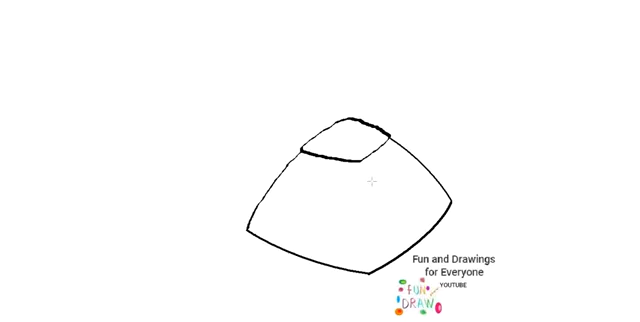 Fun and Drawings
for Everyone
YOUTUBE
FUN
DRAW